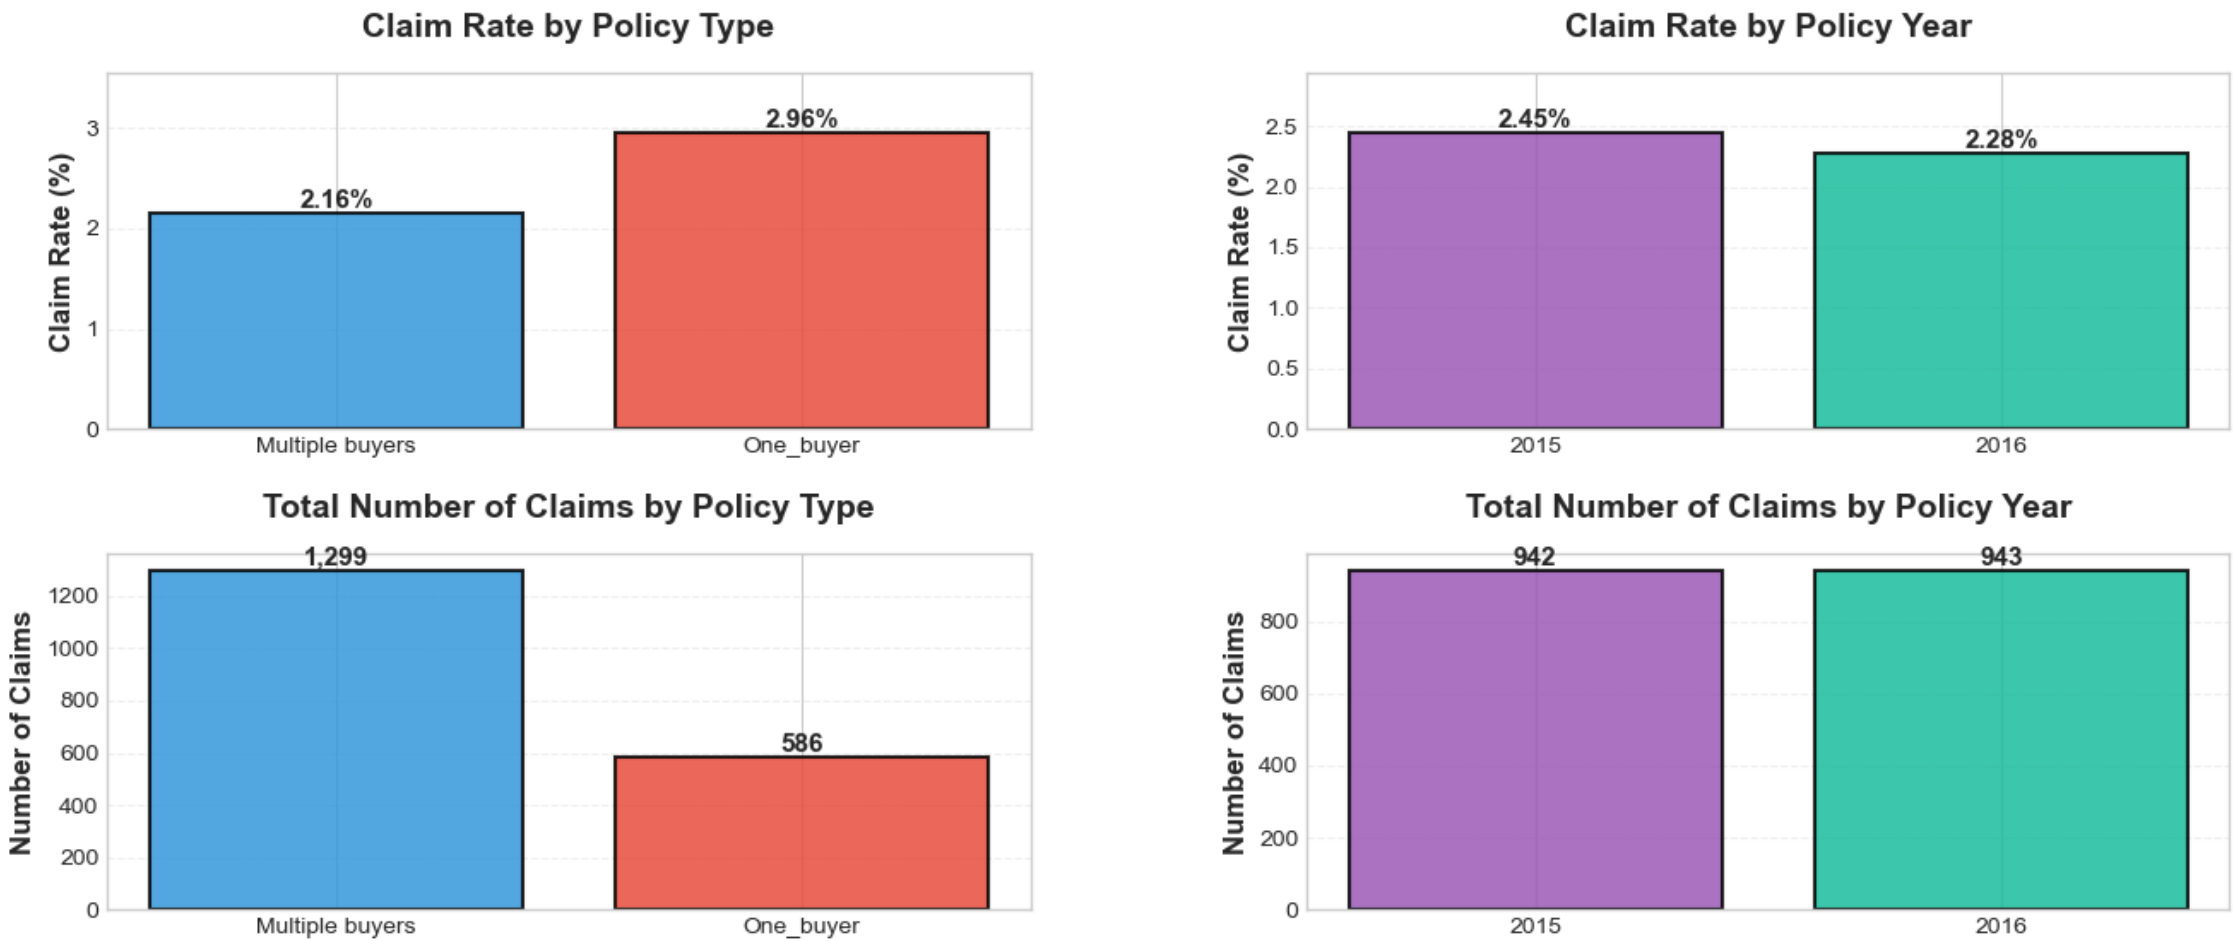 Claim Rate by Policy Type
Claim Rate (%)
3
2
1
0
2.16%
2.96%
Multiple buyers
One_buyer
Claim Rate by Policy Year
Claim Rate (%)
2.5
2.0
1.5
1.0
0.5
0.0
2.45%
2.28%
2015
2016
Total Number of Claims by Policy Type
Number of Claims
1200
1000
800
600
400
200
0
1,299
586
Multiple buyers
One_buyer
Total Number of Claims by Policy Year
Number of Claims
800
600
400
200
0
942
943
2015
2016